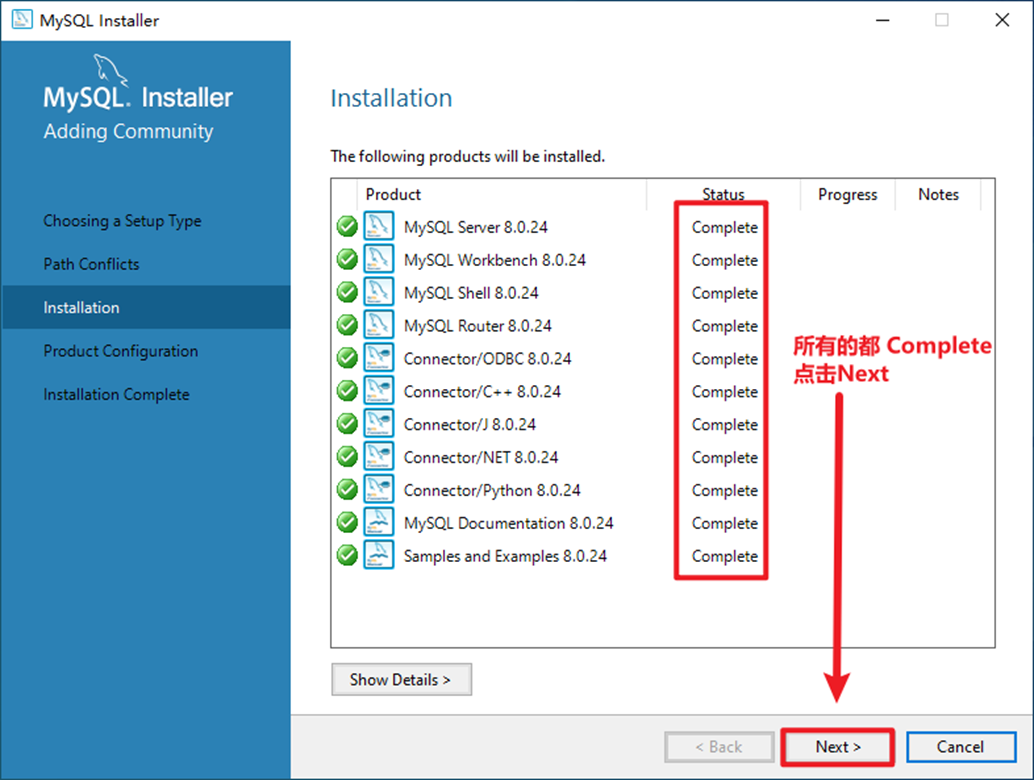 MySQL Installer
MySQL. Installer
Adding Community
Choosing a Setup Type
Path Conflicts
Installation
Product Configuration
Installation Complete
Installation
The following products will be installed.
Product Status Progress Notes
MySQL Server 8.0.24 Complete
MySQL Workbench 8.0.24 Complete
MySQL Shell 8.0.24 Complete
MySQL Router 8.0.24 Complete
Connector/ODBC 8.0.24 Complete
Connector/C++ 8.0.24 Complete
Connector/J 8.0.24 Complete
Connector/NET 8.0.24 Complete
Connector/Python 8.0.24 Complete
MySQL Documentation 8.0.24 Complete
Samples and Examples 8.0.24 Complete
所有的都 Complete
点击Next
Show Details >
< Back Next > Cancel